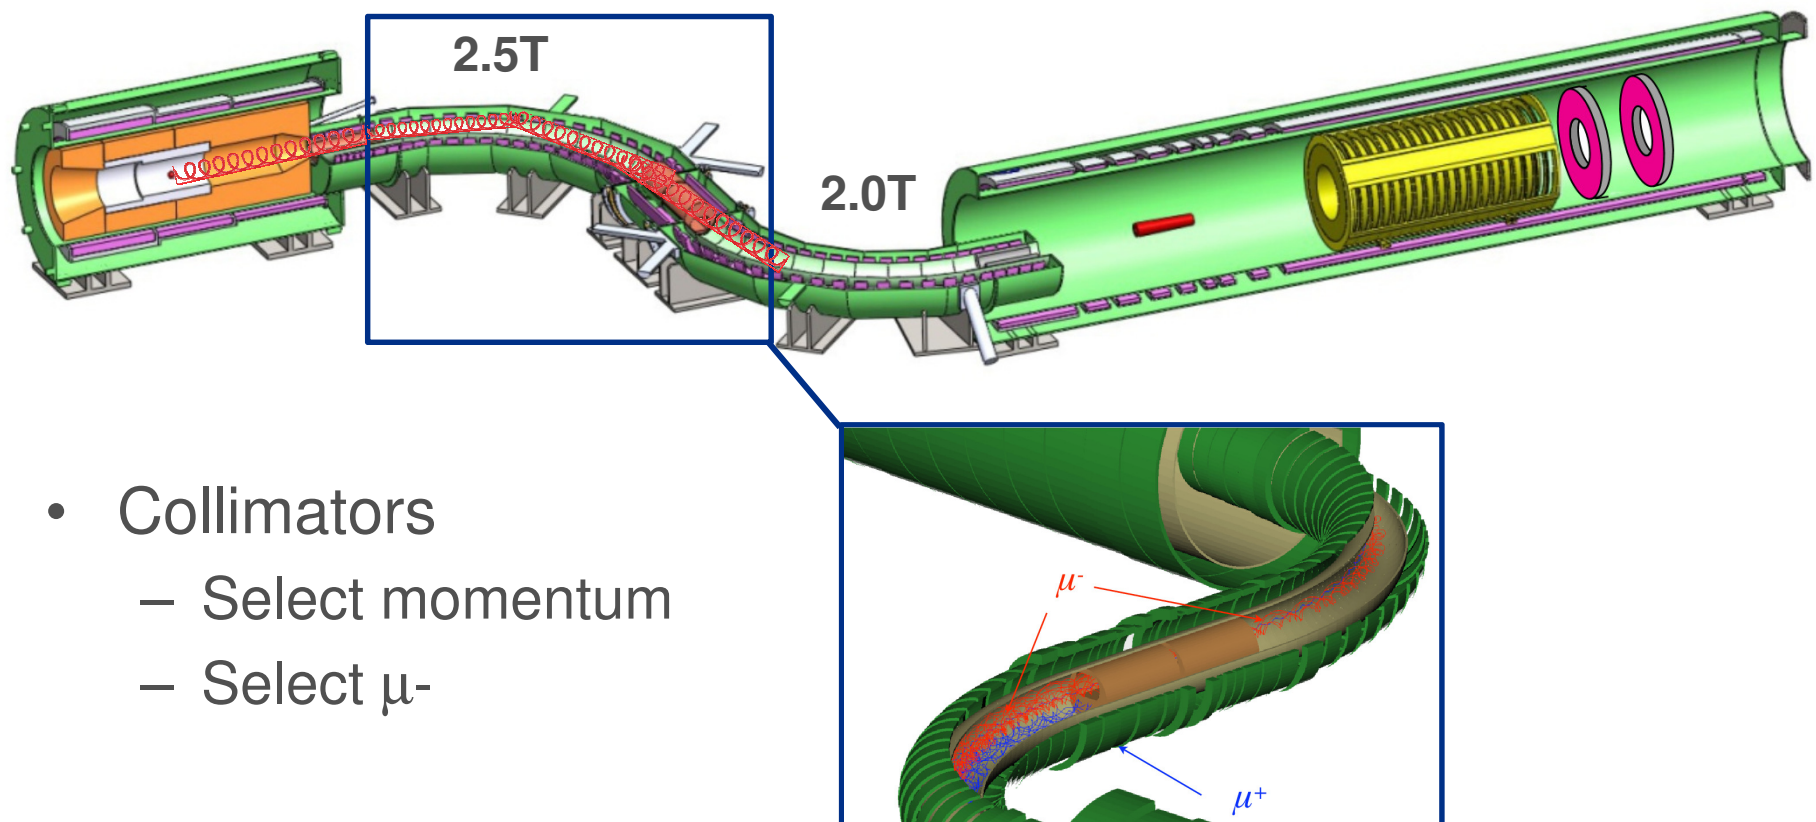 2.5T
2.0T
• Collimators
– Select momentum
– Select μ-
μ-
μ+